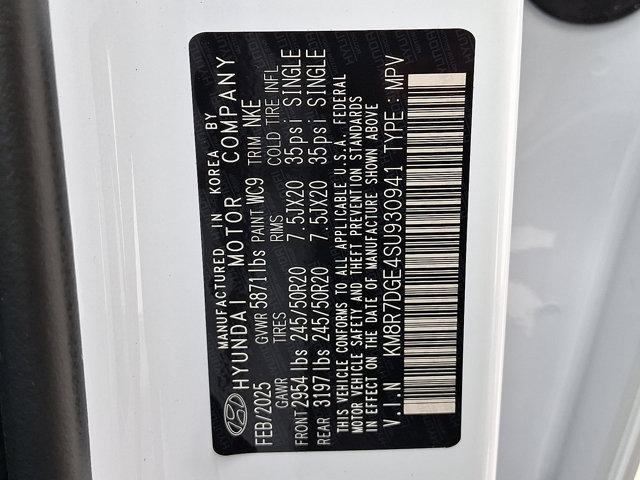 MANUFACTURED IN KOREA BY
HYUNDAI MOTOR COMPANY
FEB/2025 GVWR 5871lbs PAINT WC9 TRIM NKE
GAWR TIRES RIMS COLD TIRE INFL
FRONT 2954 lbs 245/50R20 7.5JX20 35psi SINGLE
REAR 3197 lbs 245/50R20 7.5JX20 35psi SINGLE
THIS VEHICLE CONFORMS TO ALL APPLICABLE U.S.A. FEDERAL
MOTOR VEHICLE SAFETY AND THEFT PREVENTION STANDARDS
IN EFFECT ON THE DATE OF MANUFACTURE SHOWN ABOVE
V.I.N KM8R7DGE4SU930941 TYPE : MPV